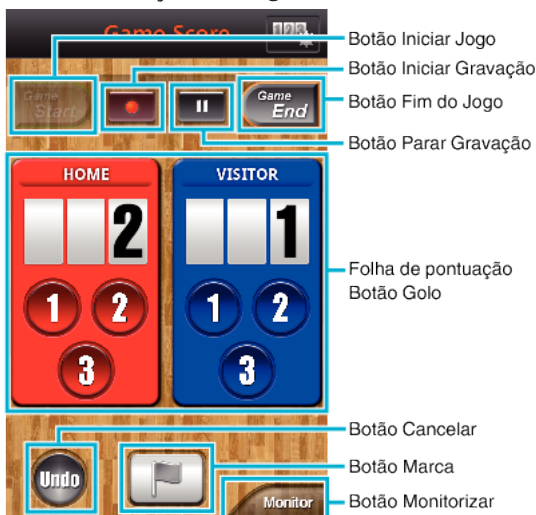 Game Score
123
Botão Iniciar Jogo
Botão Iniciar Gravação
Game Start
Game End
Botão Fim do Jogo
Botão Parar Gravação
HOME
VISITOR
2
1
Folha de pontuação
Botão Golo
1 2
1 2
3
3
Botão Cancelar
Undo
Botão Marca
Monitor
Botão Monitorizar